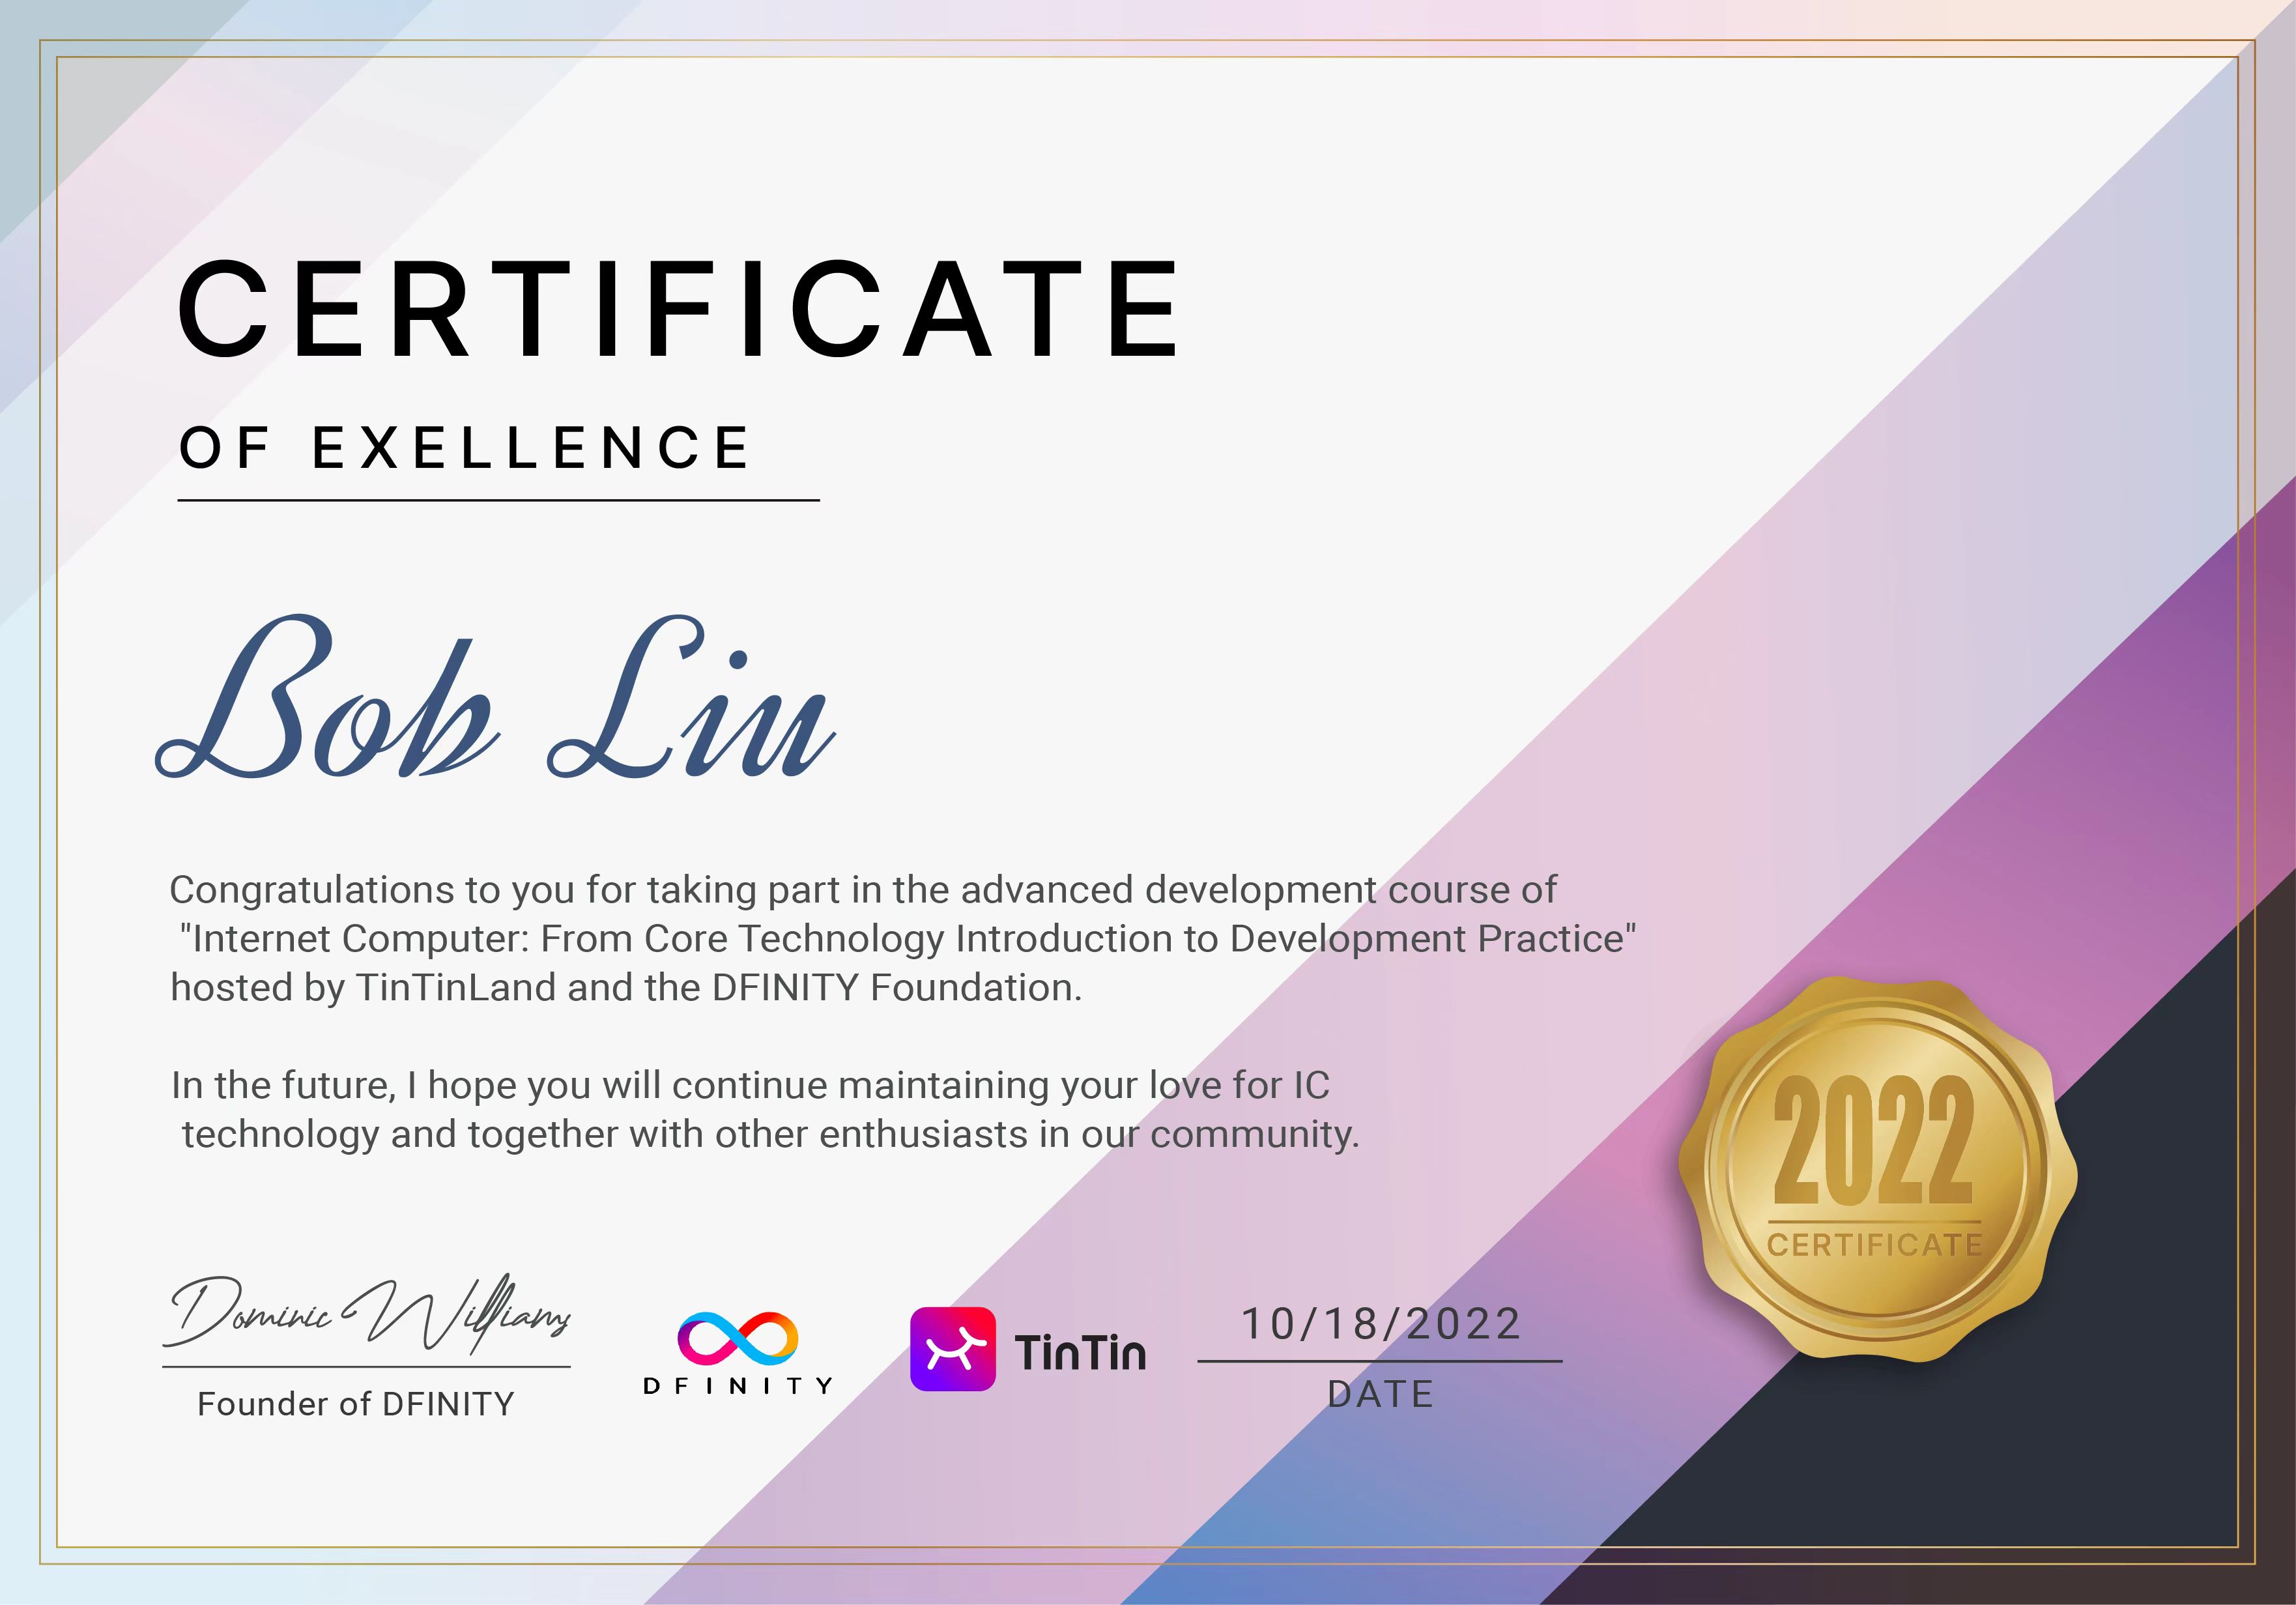 CERTIFICATE
OF EXELLENCE
Bob Liu
Congratulations to you for taking part in the advanced development course of
"Internet Computer: From Core Technology Introduction to Development Practice"
hosted by TinTinLand and the DFINITY Foundation.
In the future, I hope you will continue maintaining your love for IC
technology and together with other enthusiasts in our community.
2022
CERTIFICATE
Dominic Williams
Founder of DFINITY
DFINITY
TinTin
10/18/2022
DATE